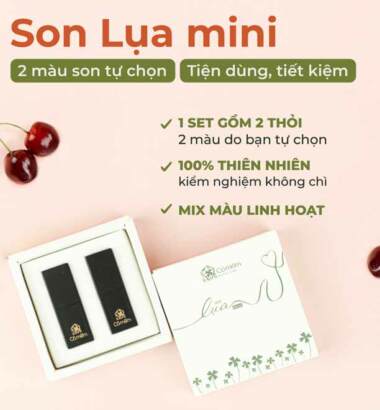 Son Lụa mini
2 màu son tự chọn
Tiện dùng, tiết kiệm
1 SET GỒM 2 THỎI
2 màu do bạn tự chọn
100% THIÊN NHIÊN
kiểm nghiệm không chì
MIX MÀU LINH HOẠT
Cỏ mềm
lụa
Cỏ mềm
Cỏ mềm